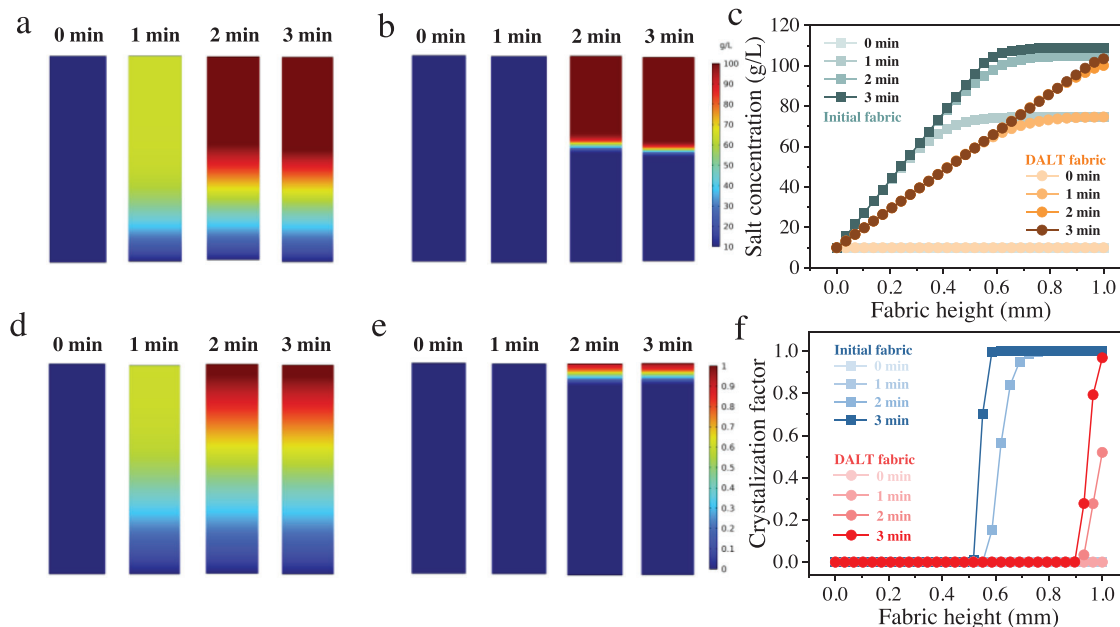 a
0 min 1 min 2 min 3 min
b
0 min 1 min 2 min 3 min
g/L
100
90
80
70
60
50
40
30
20
10
c
Salt concentration (g/L)
120
100
80
60
40
20
0
0 min
1 min
2 min
3 min
Initial fabric
DALT fabric
0 min
1 min
2 min
3 min
0.0 0.2 0.4 0.6 0.8 1.0
Fabric height (mm)
d
0 min 1 min 2 min 3 min
e
0 min 1 min 2 min 3 min
1
0.9
0.8
0.7
0.6
0.5
0.4
0.3
0.2
0.1
0
f
Crystalization factor
1.0
0.8
0.6
0.4
0.2
0.0
Initial fabric
0 min
1 min
2 min
3 min
DALT fabric
0 min
1 min
2 min
3 min
0.0 0.2 0.4 0.6 0.8 1.0
Fabric height (mm)